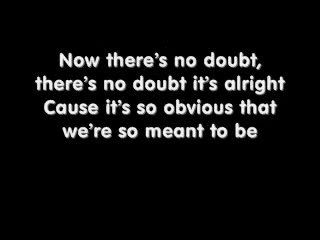 Now there's no doubt,
there's no doubt it's alright
Cause it's so obvious that
we're so meant to be